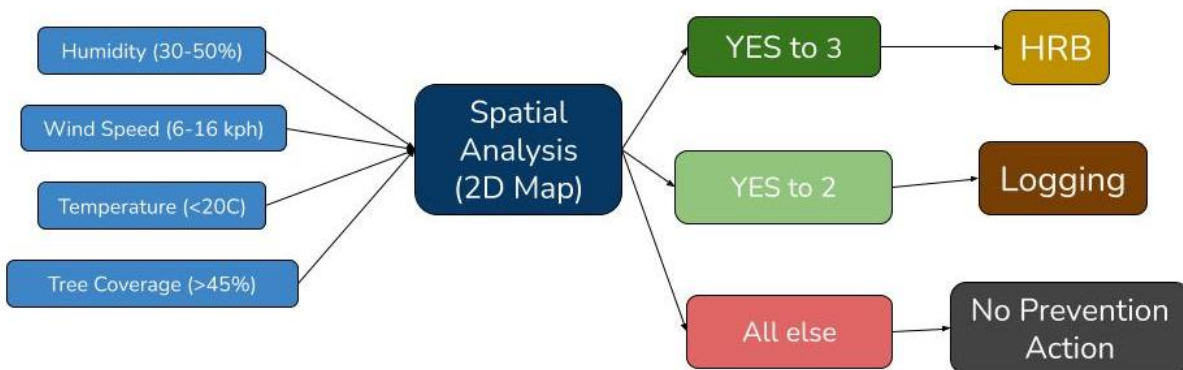 Humidity (30-50%)
Wind Speed (6-16 kph)
Temperature (<20C)
Tree Coverage (>45%)
Spatial
Analysis
(2D Map)
YES to 3
HRB
YES to 2
Logging
All else
No Prevention
Action